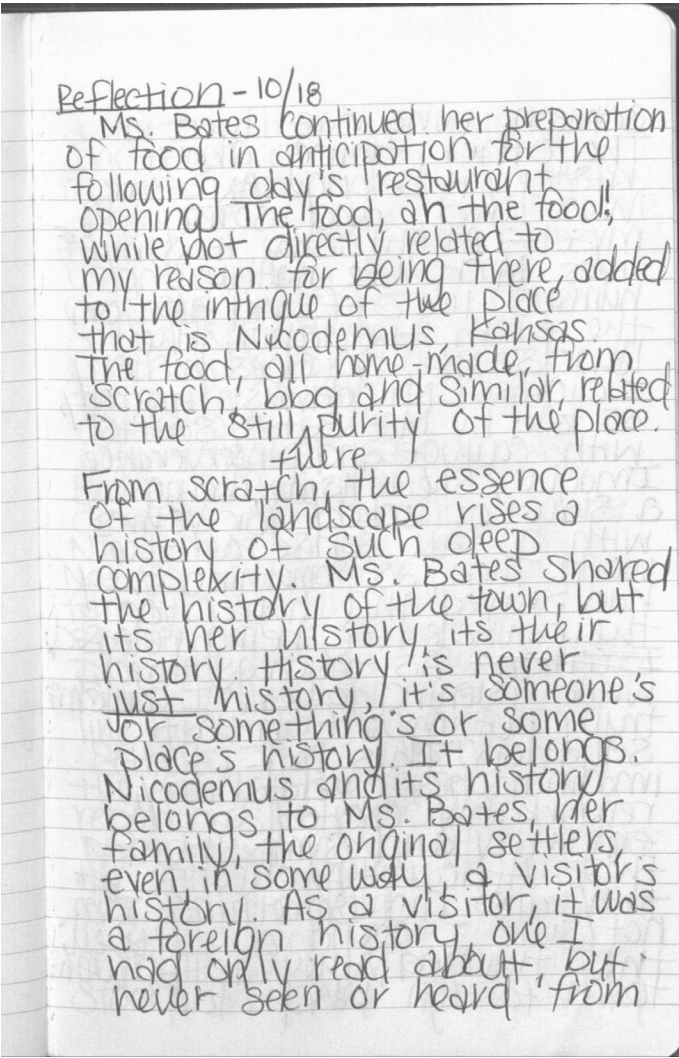 Reflection - 10/18
Ms. Bates continued her preparation
of food in anticipation for the
following day's restaurant
opening. The food, ah the food!,
while not directly related to
my reason for being there, added
to the intrigue of the place
that is Nicodemus, Kansas.
The food, all home-made, from
scratch, bbq and similar, related
to the still purity of the place.
there
From scratch, the essence
of the landscape rises a
history of such deep
complexity. Ms. Bates shared
the history of the town, but
its her history, its their
history. History is never
just history, it's someone's
or something's or some
place's history. It belongs.
Nicodemus and its history
belongs to Ms. Bates, her
family, the original settlers,
even in some way, a visitor's
history. As a visitor, it was
a foreign history, one I
had only read about, but
never seen or heard from